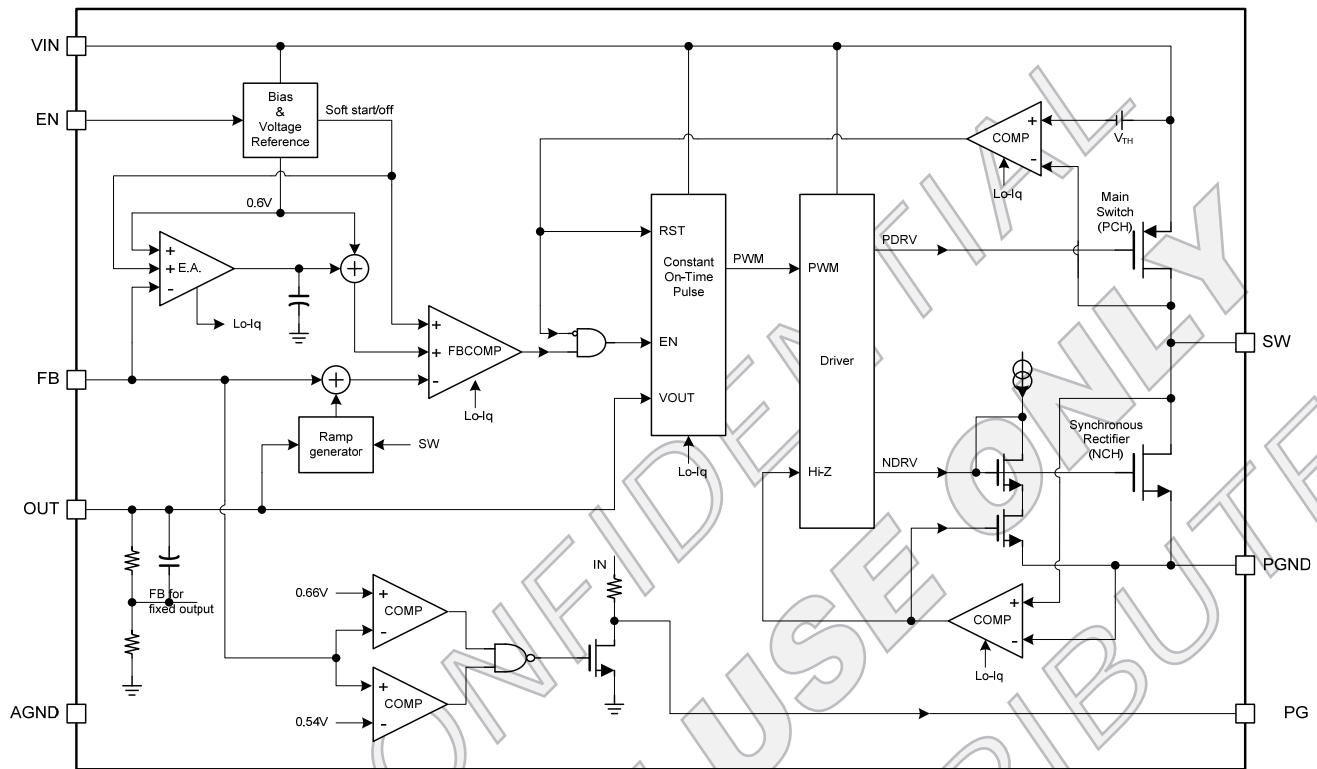 VIN
EN
Bias
&
Voltage
Reference
Soft start/off
0.6V
+
+
-
E.A.
Lo-Iq
+
FB
+
Ramp
generator
SW
+
+
-
FBCOMP
Lo-Iq
OUT
FB for
fixed output
AGND
0.66V
+
-
COMP
+
-
COMP
0.54V
IN
RST
Constant
On-Time
Pulse
EN
VOUT
Lo-Iq
PWM
PWM
Driver
Hi-Z
PDRV
NDRV
COMP
+
-
Lo-Iq
VTH
Main
Switch
(PCH)
Synchronous
Rectifier
(NCH)
COMP
+
-
Lo-Iq
SW
PGND
PG
CONFIDENTIAL
USE ONLY
DISTRIBUTE